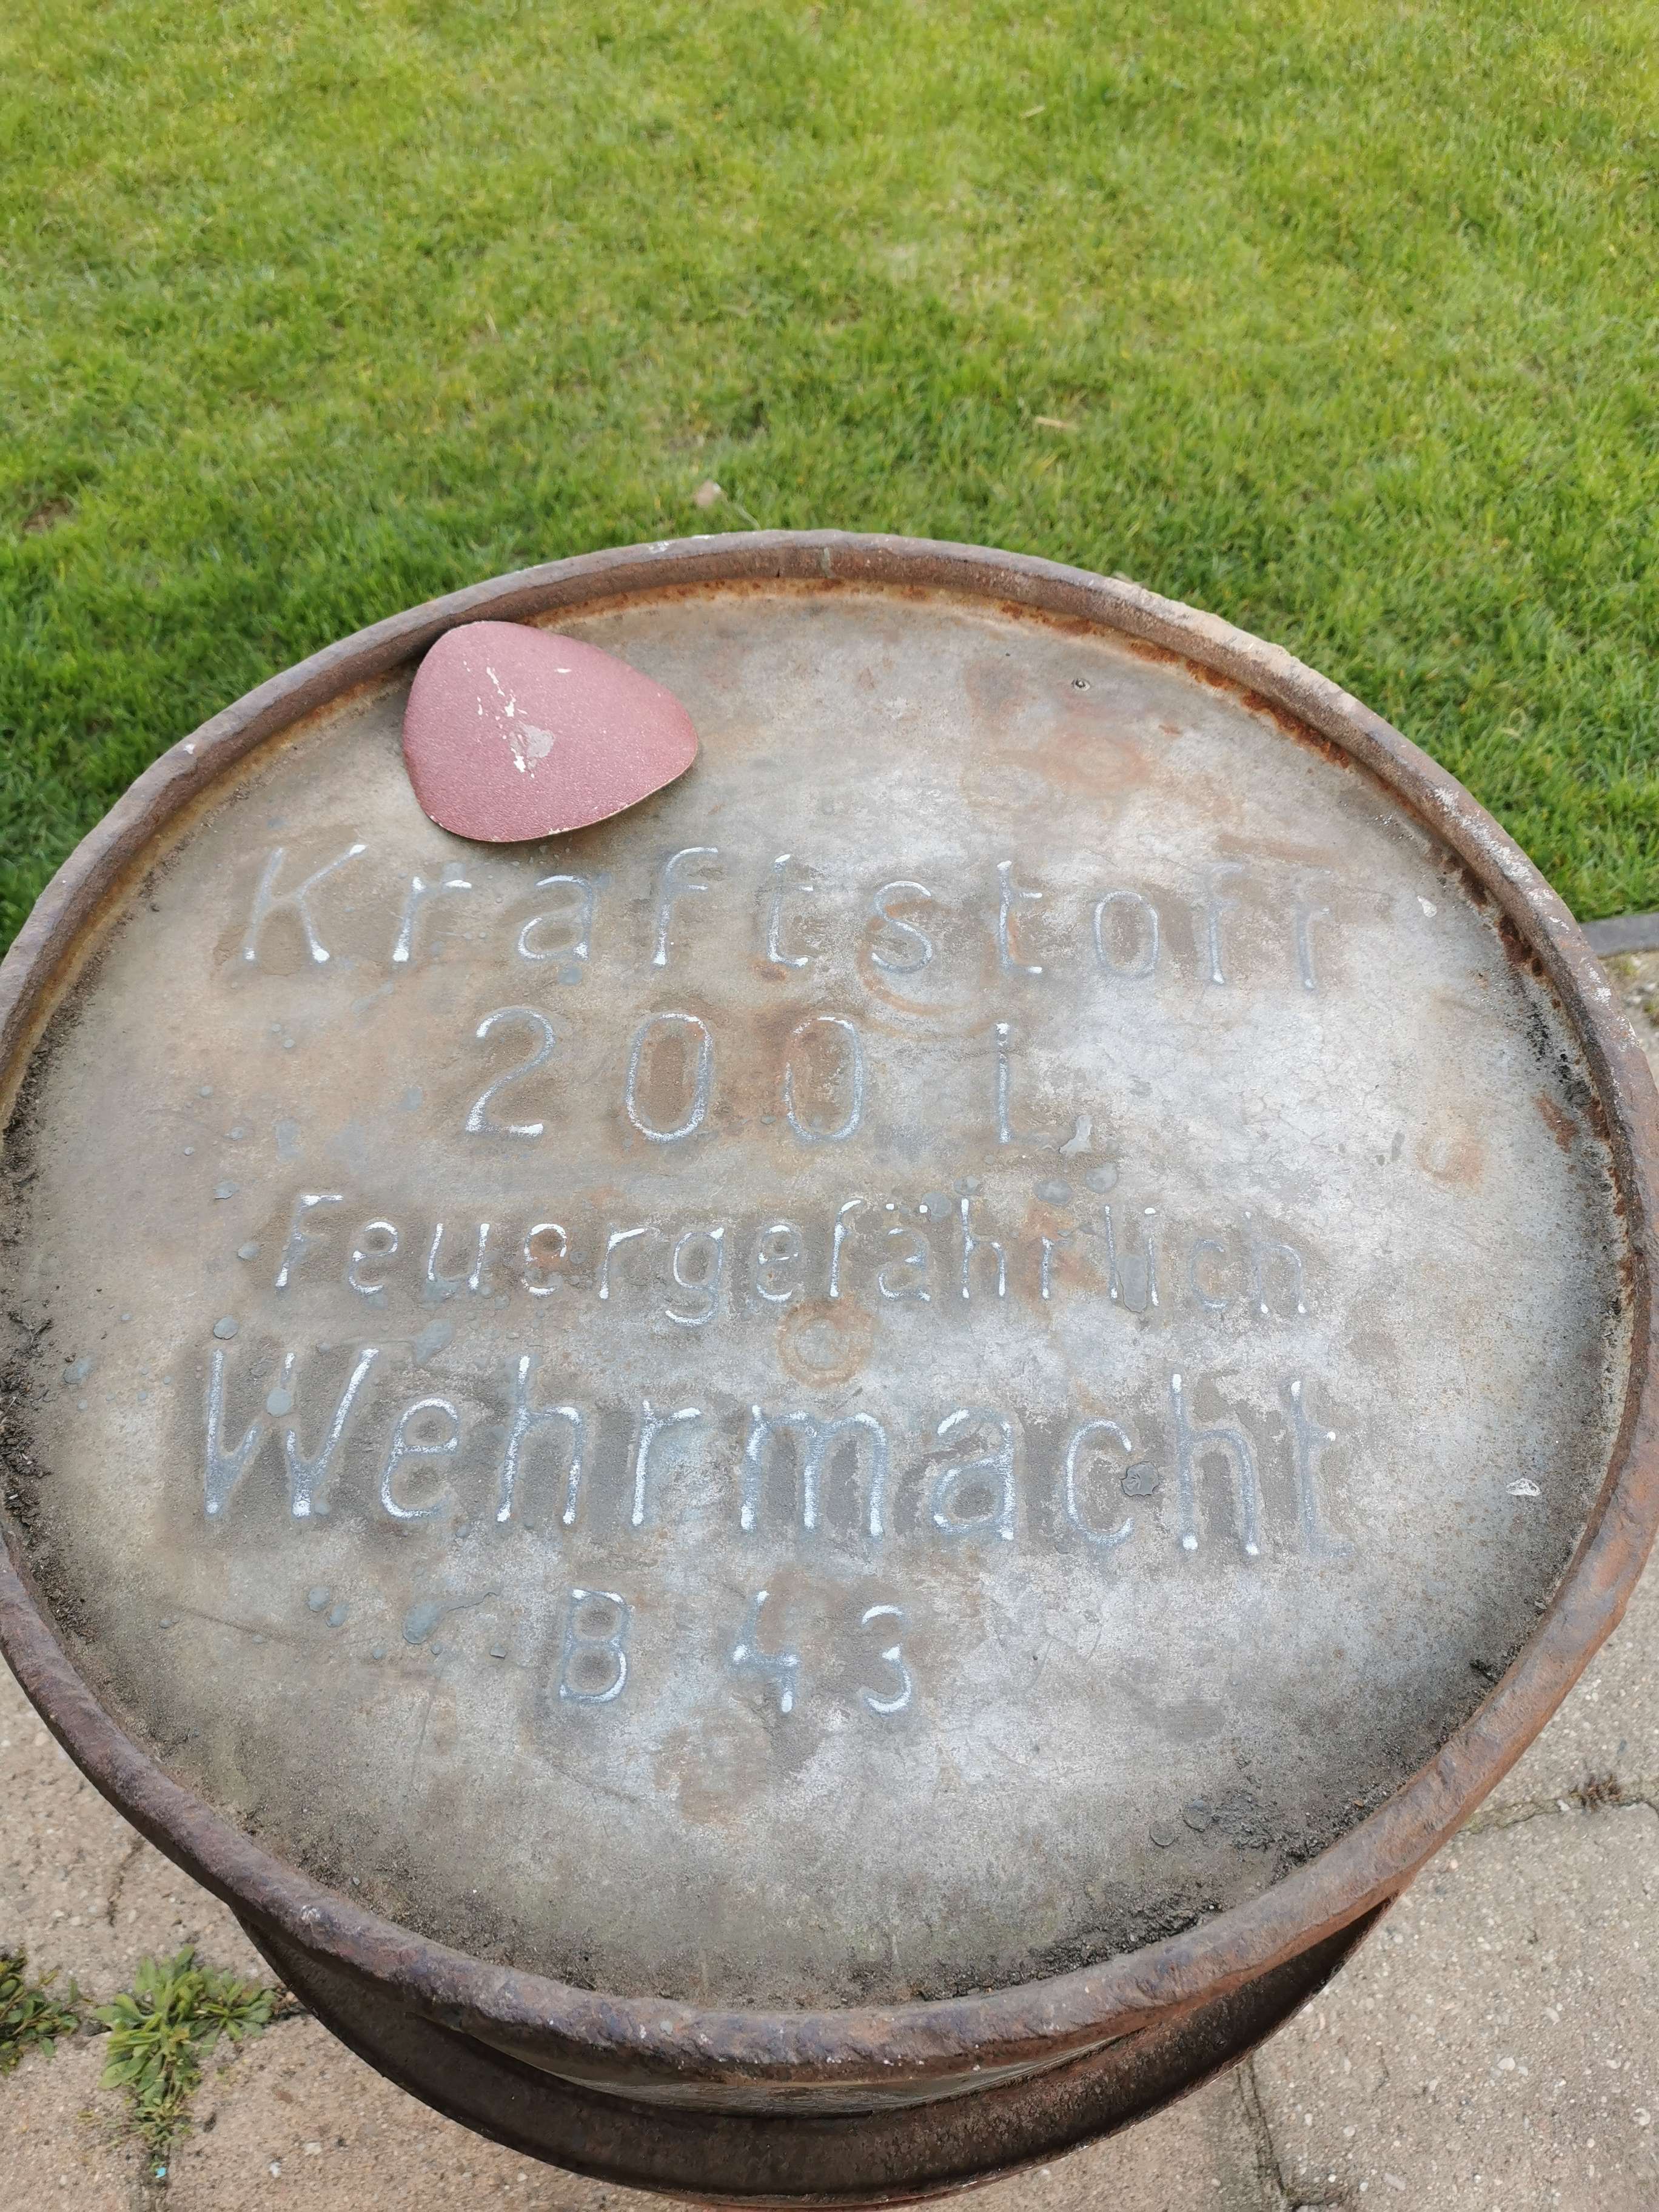 Kraftstoff
200 L.
Feuergefährlich
Wehrmacht
B 43